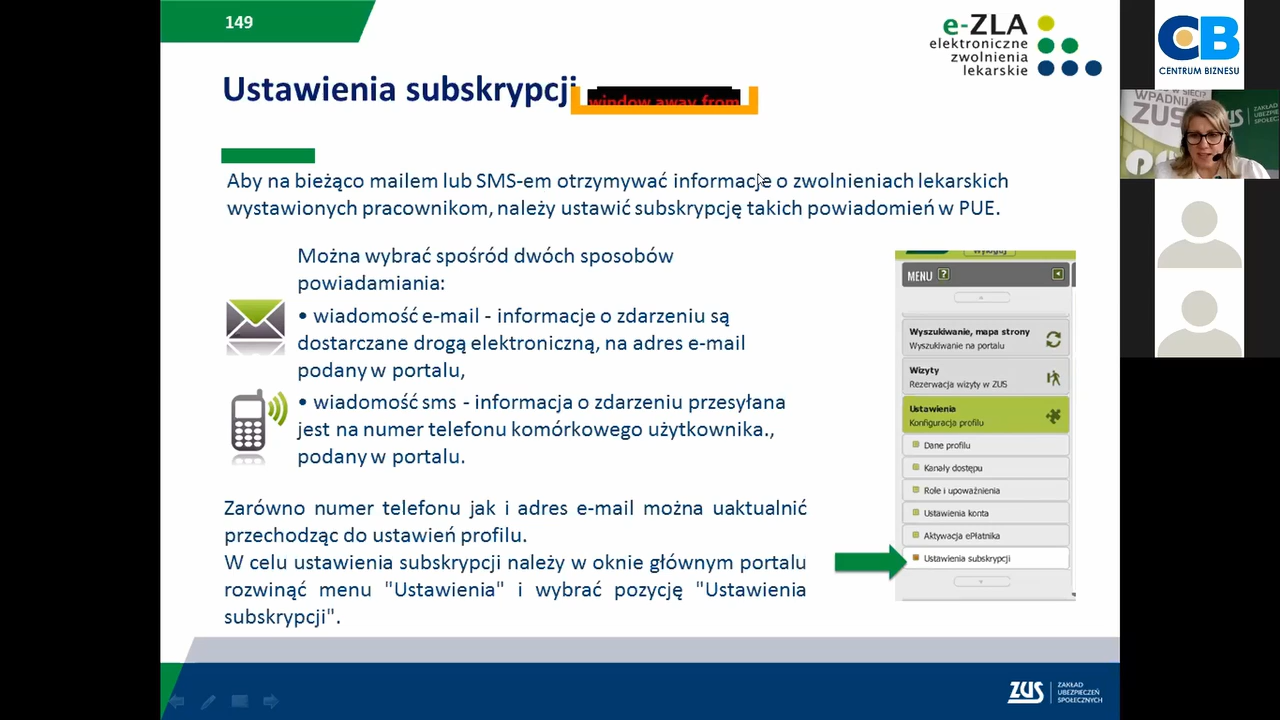 149
e-ZLA
elektroniczne
zwolnienia
lekarskie
Ustawienia subskrypcji
window away from
Aby na bieżąco mailem lub SMS-em otrzymywać informacje o zwolnieniach lekarskich
wystawionych pracownikom, należy ustawić subskrypcję takich powiadomień w PUE.
Można wybrać spośród dwóch sposobów
powiadamiania:
• wiadomość e-mail - informacje o zdarzeniu są
dostarczane drogą elektroniczną, na adres e-mail
podany w portalu,
• wiadomość sms - informacja o zdarzeniu przesyłana
jest na numer telefonu komórkowego użytkownika.,
podany w portalu.
Zarówno numer telefonu jak i adres e-mail można uaktualnić
przechodząc do ustawień profilu.
W celu ustawienia subskrypcji należy w oknie głównym portalu
rozwinąć menu "Ustawienia" i wybrać pozycję "Ustawienia
subskrypcji".
Wyloguj
MENU ?
Wyszukiwanie, mapa strony
Wyszukiwanie na portalu
Wizyty
Rezerwacja wizyty w ZUS
Ustawienia
Konfiguracja profilu
Dane profilu
Kanały dostępu
Role i upoważnienia
Ustawienia konta
Aktywacja ePłatnika
Ustawienia subskrypcji
ZUS ZAKŁAD
UBEZPIECZEŃ
SPOŁECZNYCH
CB
CENTRUM BIZNESU
WPADNIJ
ZUS
ZUS ZAKŁAD